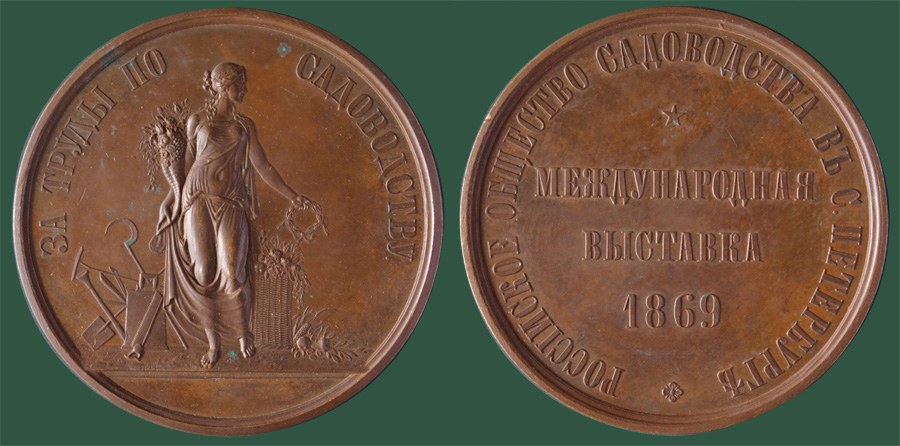 ЗА ТРУДЫ ПО САДОВОДСТВУ.
РОССІЙСКОЕ ОБЩЕСТВО САДОВОДСТВА ВЪ С. ПЕТЕРБУРГѢ
МЕЖДУНАРОДНАЯ
ВЫСТАВКА
1869